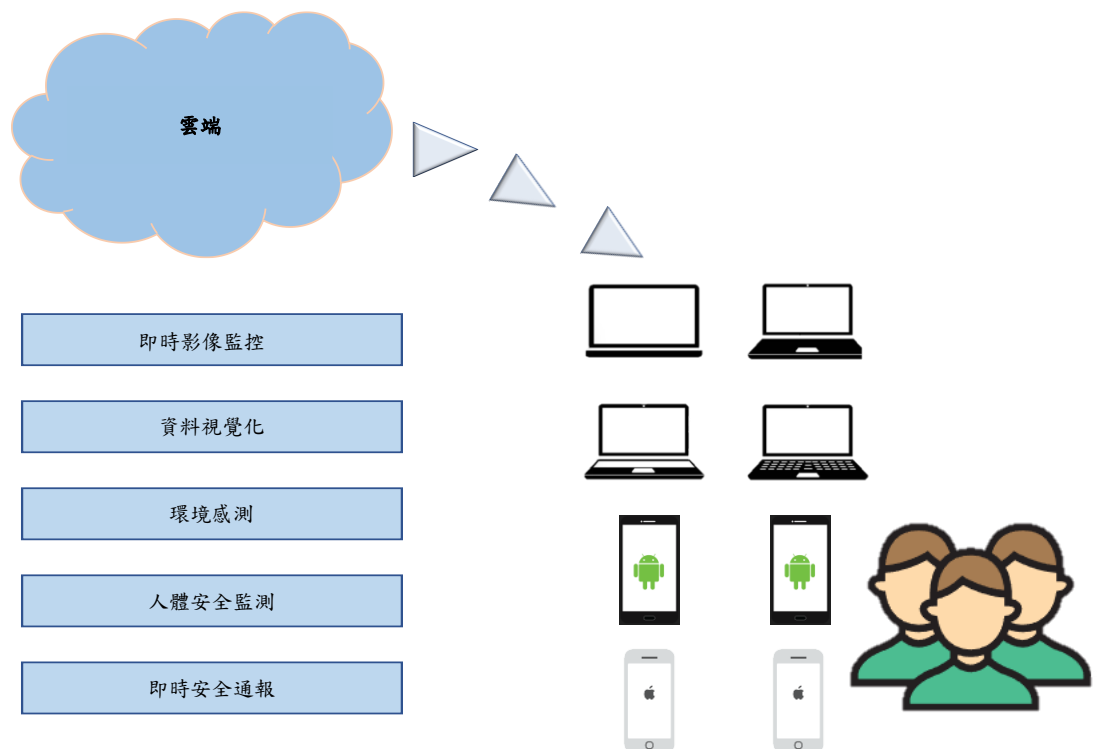 雲端
即時影像監控
資料視覺化
環境感測
人體安全監測
即時安全通報